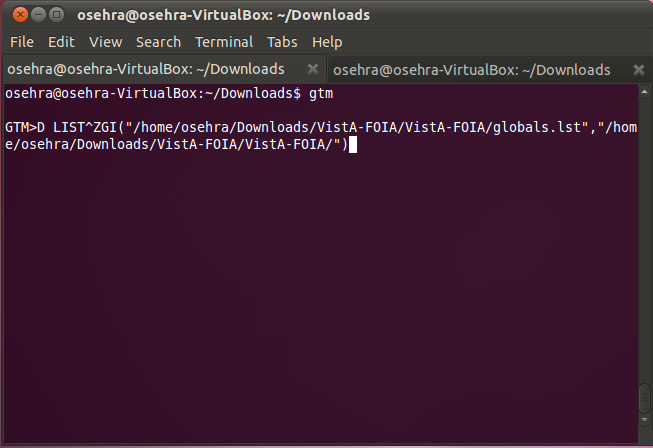 osehra@osehra-VirtualBox: ~/Downloads
File Edit View Search Terminal Tabs Help
osehra@osehra-VirtualBox: ~/Downloads osehra@osehra-VirtualBox: ~/Downloads
osehra@osehra-VirtualBox:~/Downloads$ gtm
GTM>D LIST^ZGI("/home/osehra/Downloads/VistA-FOIA/VistA-FOIA/globals.lst","/hom
e/osehra/Downloads/VistA-FOIA/VistA-FOIA/")